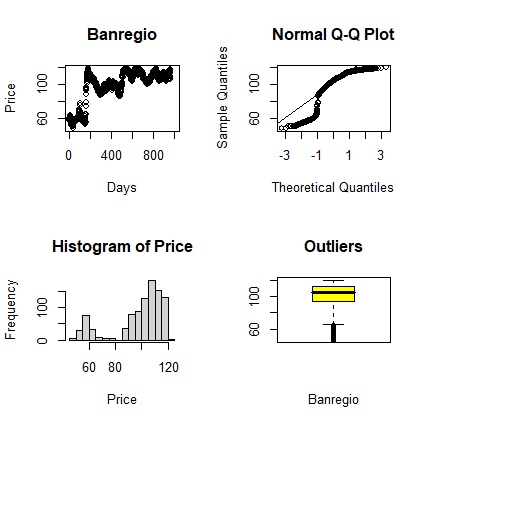 Banregio
Price
60
100
0
400
800
Days
Normal Q-Q Plot
Sample Quantiles
60
100
-3
-1
1
3
Theoretical Quantiles
Histogram of Price
Frequency
0
100
60
80
120
Price
Outliers
60
100
Banregio